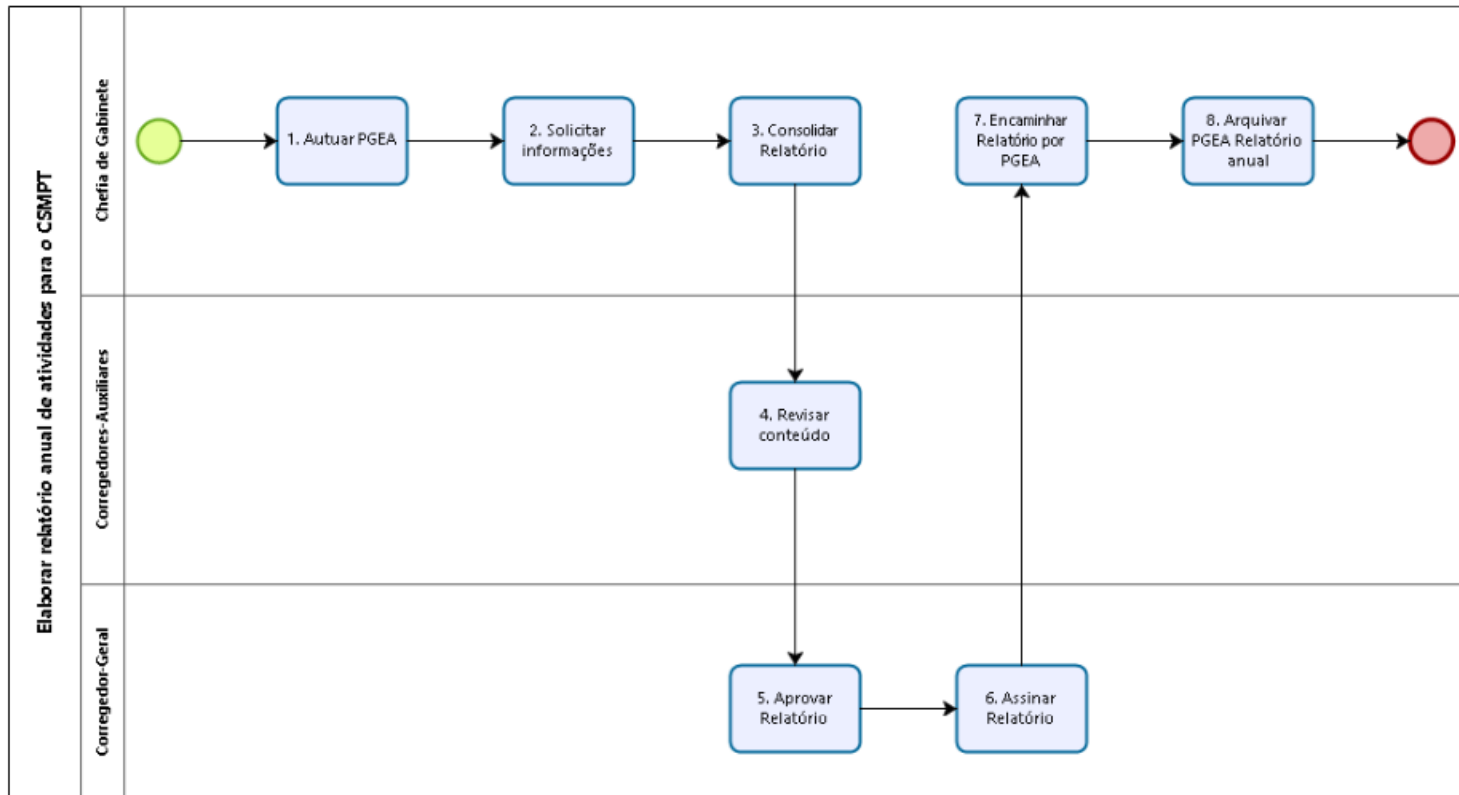 Elaborar relatório anual de atividades para o CSMPT
Chefia de Gabinete
1. Autuar PGEA
2. Solicitar
informações
3. Consolidar
Relatório
7. Encaminhar
Relatório por
PGEA
8. Arquivar
PGEA Relatório
anual
Corregedores-Auxiliares
4. Revisar
conteúdo
Corregedor-Geral
5. Aprovar
Relatório
6. Assinar
Relatório